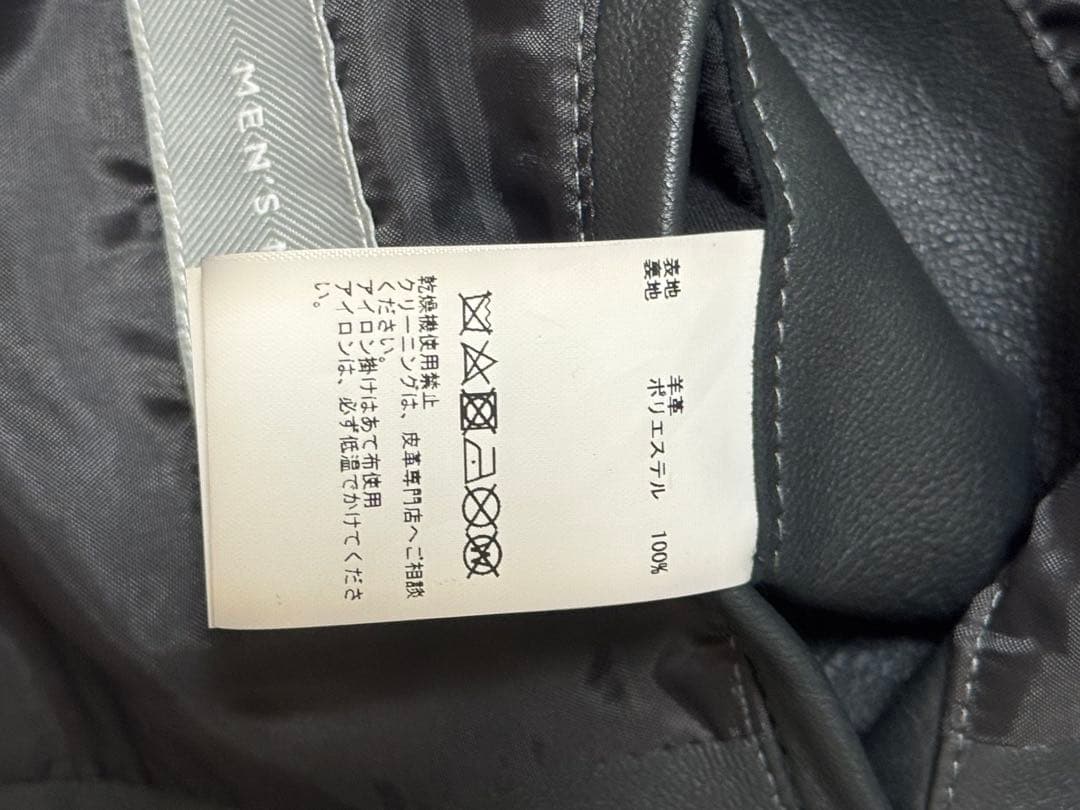 MEN'S
表地 羊革
裏地 ポリエステル 100%
乾燥機使用禁止
クリーニングは、皮革専門店へご相談
ください。
アイロン掛けはあて布使用
アイロンは、必ず低温でかけてくださ
い。